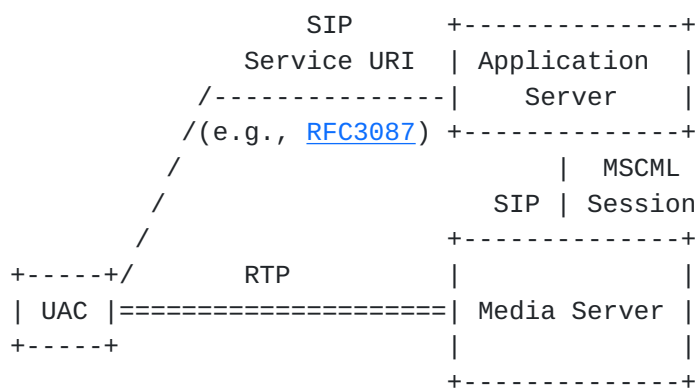 SIP +--------------+
Service URI | Application |
/---------------| Server |
/(e.g., RFC3087) +--------------+
/ | MSCML
/ SIP | Session
/ +--------------+
+-----+/ RTP | |
| UAC |=====================| Media Server |
+-----+ | |
+--------------+